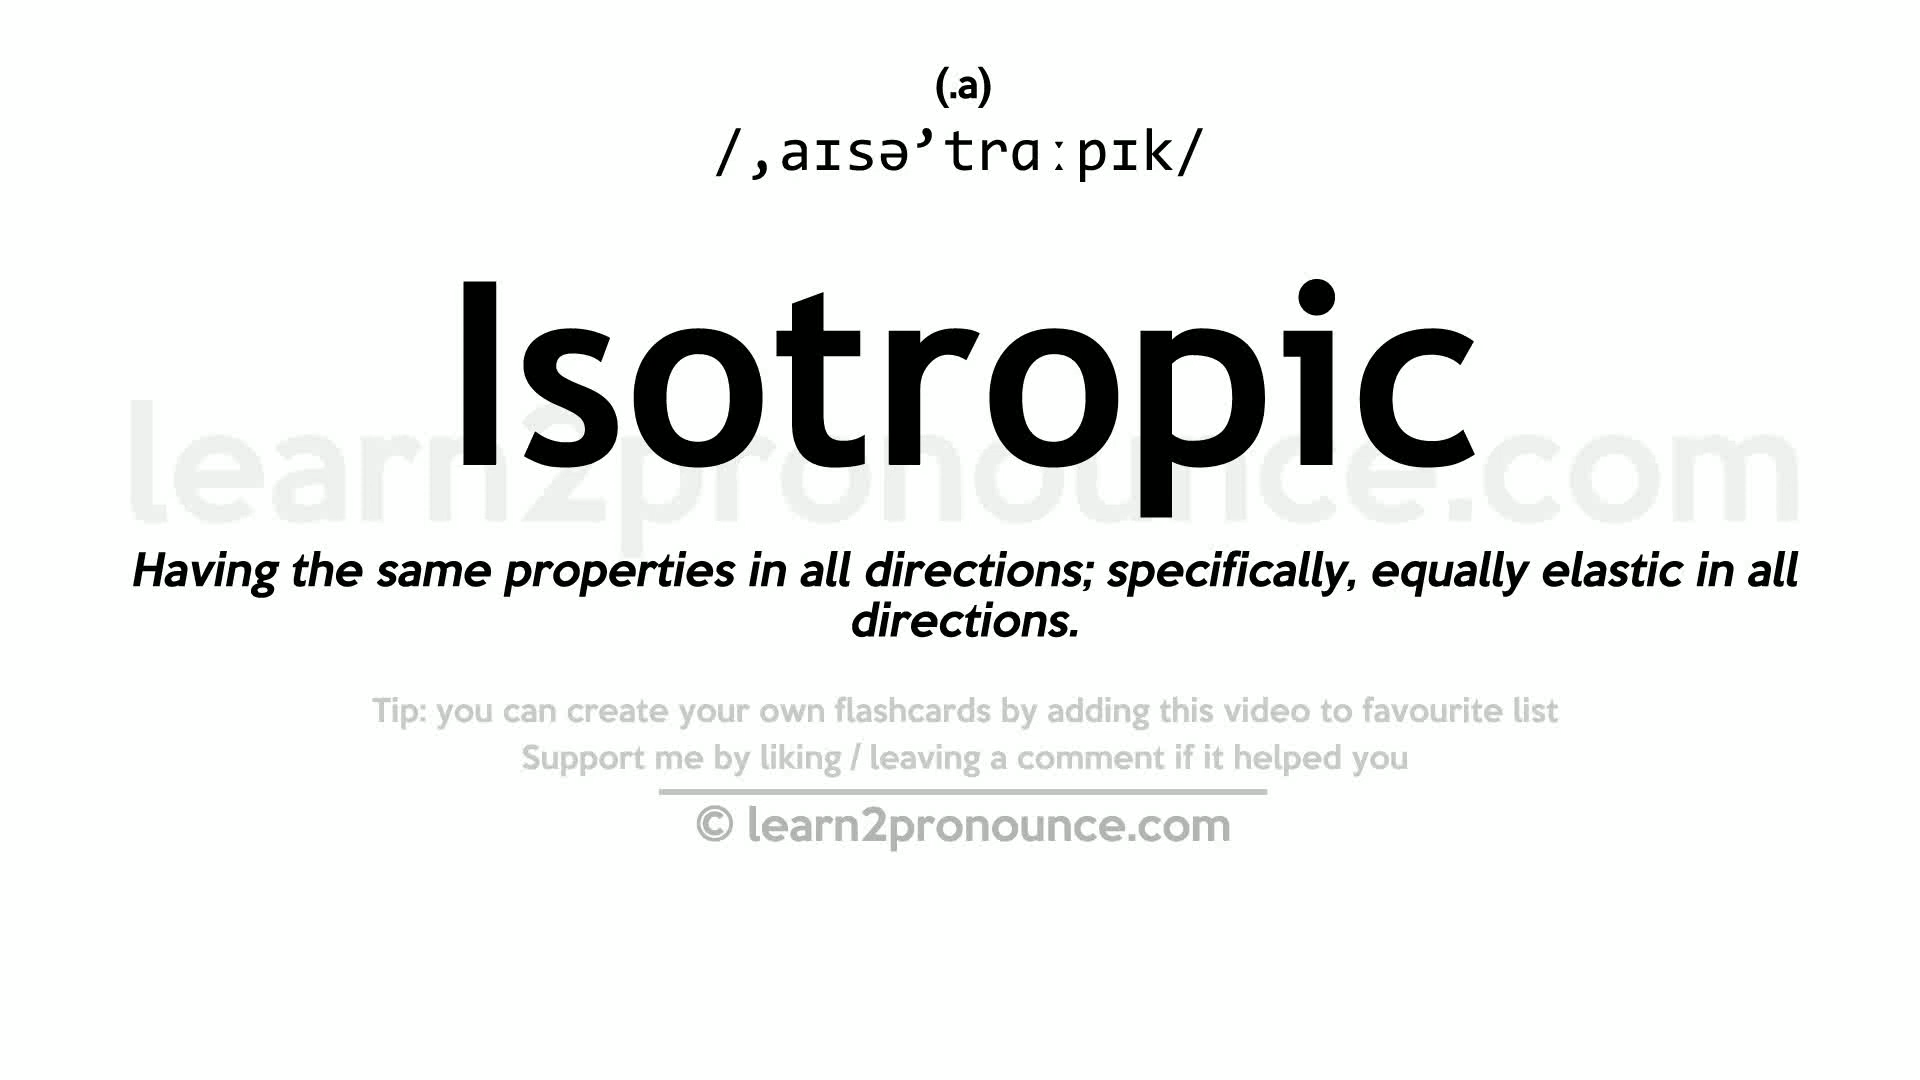 (.a)
/,aɪsə’trɑːpɪk/
Isotropic
learn2pronounce.com
Having the same properties in all directions; specifically, equally elastic in all
directions.
Tip: you can create your own flashcards by adding this video to favourite list
Support me by liking / leaving a comment if it helped you
© learn2pronounce.com